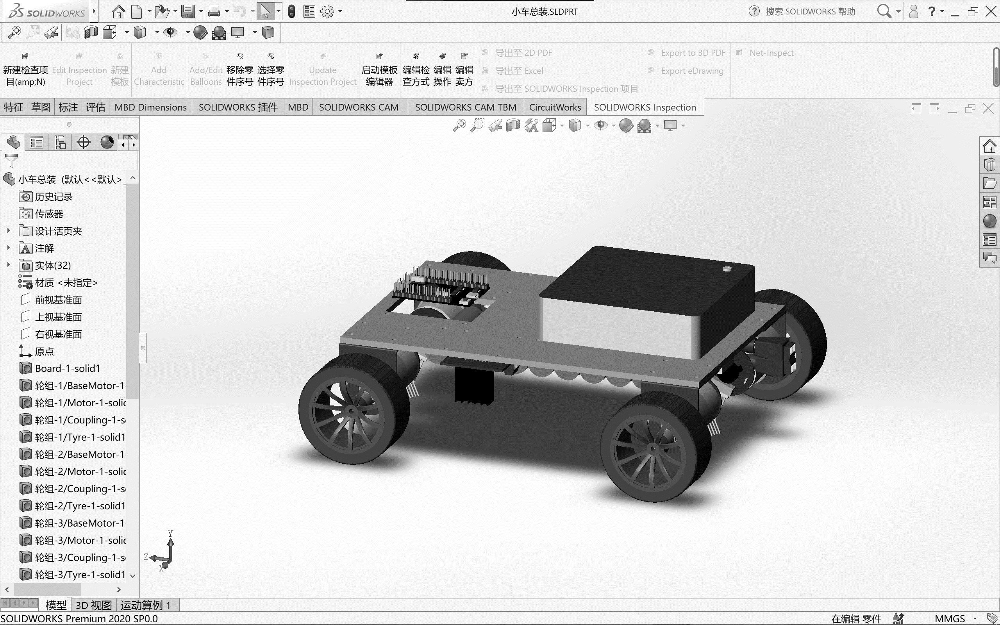 SOLIDWORKS
小车总装.SLDPRT
搜索 SOLIDWORKS 帮助
新建检查项
目(amp;N)
Edit Inspection
Project
新建
模板
Add
Characteristic
Add/Edit
Balloons
移除零
件序号
选择零
件序号
Update
Inspection Project
启动模板
编辑器
编辑检
查方式
编辑
操作
编辑
卖方
导出至 2D PDF
导出至 Excel
导出至 SOLIDWORKS Inspection 项目
Export to 3D PDF
Export eDrawing
Net-Inspect
特征 草图 标注 评估 MBD Dimensions SOLIDWORKS 插件 MBD SOLIDWORKS CAM SOLIDWORKS CAM TBM CircuitWorks SOLIDWORKS Inspection
小车总装 (默认<<默认>_
历史记录
传感器
设计活页夹
注解
实体(32)
材质 <未指定>
前视基准面
上视基准面
右视基准面
原点
Board-1-solid1
轮组-1/BaseMotor-1
轮组-1/Motor-1-solid
轮组-1/Coupling-1-s
轮组-1/Tyre-1-solid1
轮组-2/BaseMotor-1
轮组-2/Motor-1-solid
轮组-2/Coupling-1-s
轮组-2/Tyre-1-solid1
轮组-3/BaseMotor-1
轮组-3/Motor-1-solid
轮组-3/Coupling-1-s
轮组-3/Tyre-1-solid1
Y
Z
X
模型 3D 视图 运动算例 1
SOLIDWORKS Premium 2020 SP0.0
在编辑 零件
MMGS